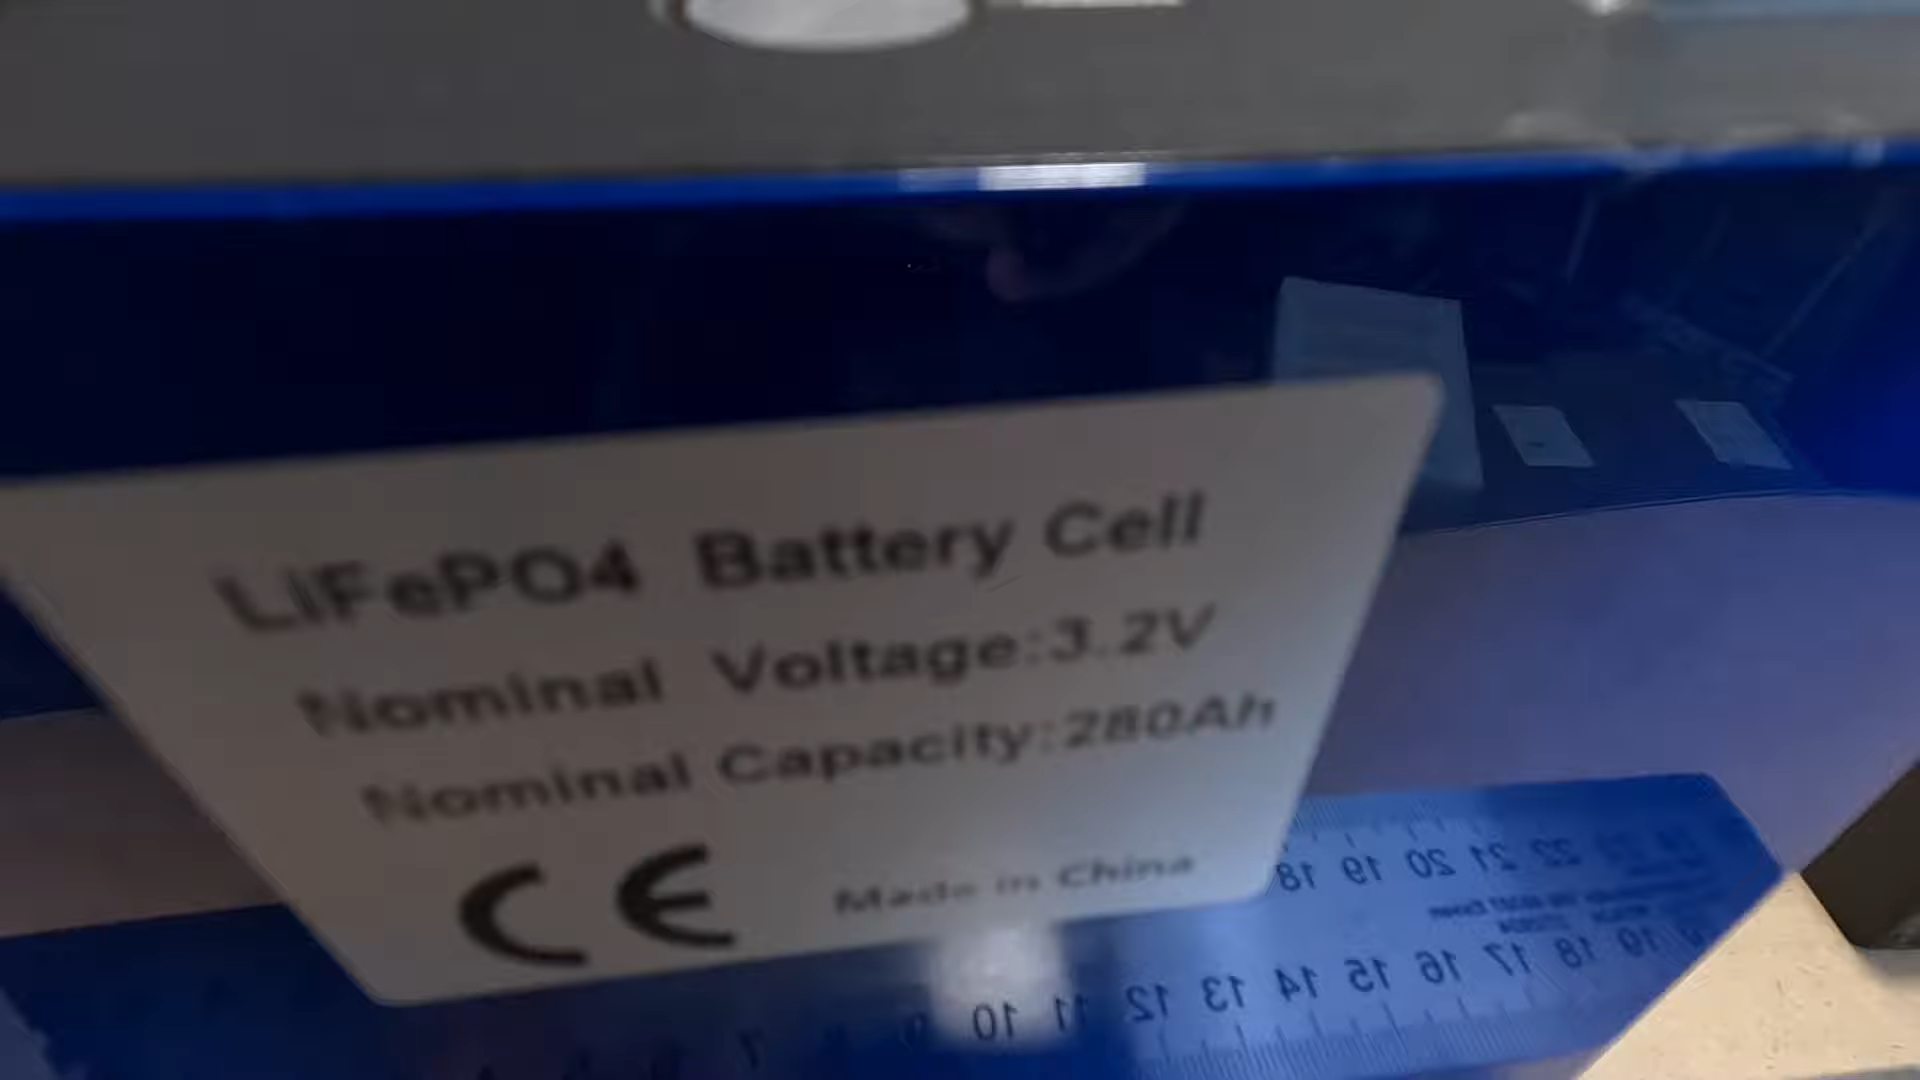 LiFePO4 Battery Cell
Nominal Voltage:3.2V
Nominal Capacity:280Ah
CE Made in China
18 19 20 21 22
10 11 12 13 14 15 16 17 18 19